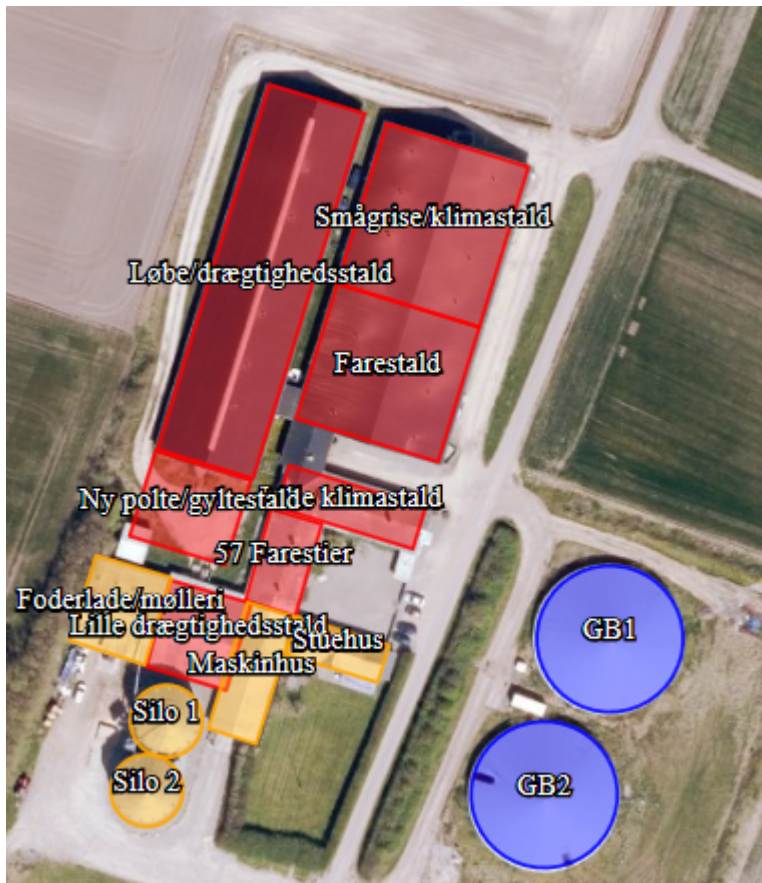 Smågrise/klimastald
Løbe/drægtighedsstald
Farestald
Ny polte/gyltestald
klimastald
57 Farestier
Foderlade/mølleri
Lille drægtighedsstald
Stuehus
Maskinhus
GB1
Silo 1
Silo 2
GB2